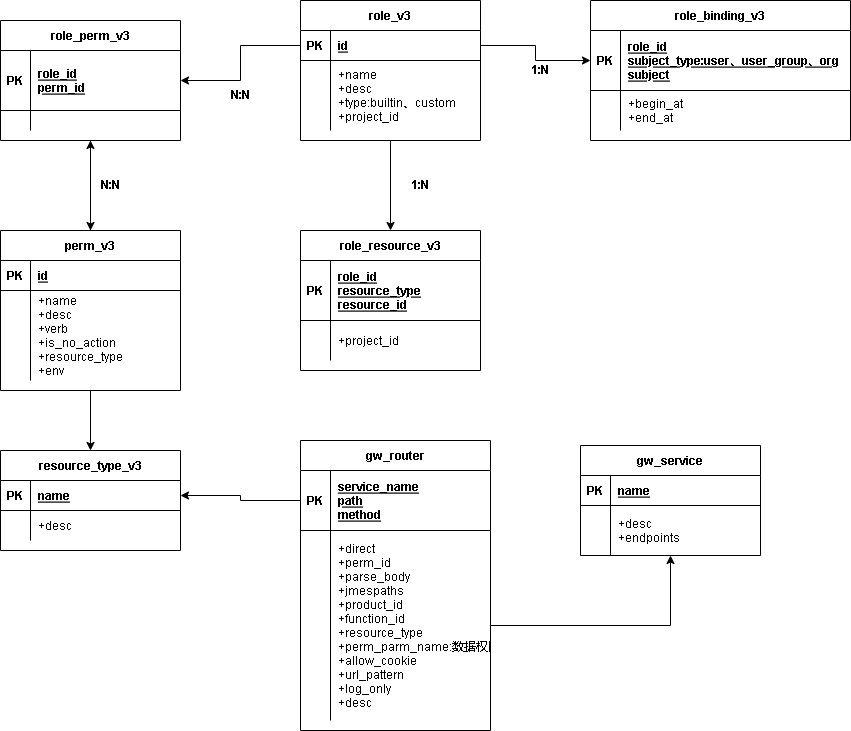 role_perm_v3
PK
role_id
perm_id
role_v3
PK
id
+name
+desc
+type:builtin、custom
+project_id
role_binding_v3
PK
role_id
subject_type:user、user_group、org
subject
+begin_at
+end_at
N:N
1:N
N:N
1:N
perm_v3
PK
id
+name
+desc
+verb
+is_no_action
+resource_type
+env
role_resource_v3
PK
role_id
resource_type
resource_id
+project_id
resource_type_v3
PK
name
+desc
gw_router
PK
service_name
path
method
+direct
+perm_id
+parse_body
+jmespaths
+product_id
+function_id
+resource_type
+perm_parm_name:数据权
+allow_cookie
+url_pattern
+log_only
+desc
gw_service
PK
name
+desc
+endpoints